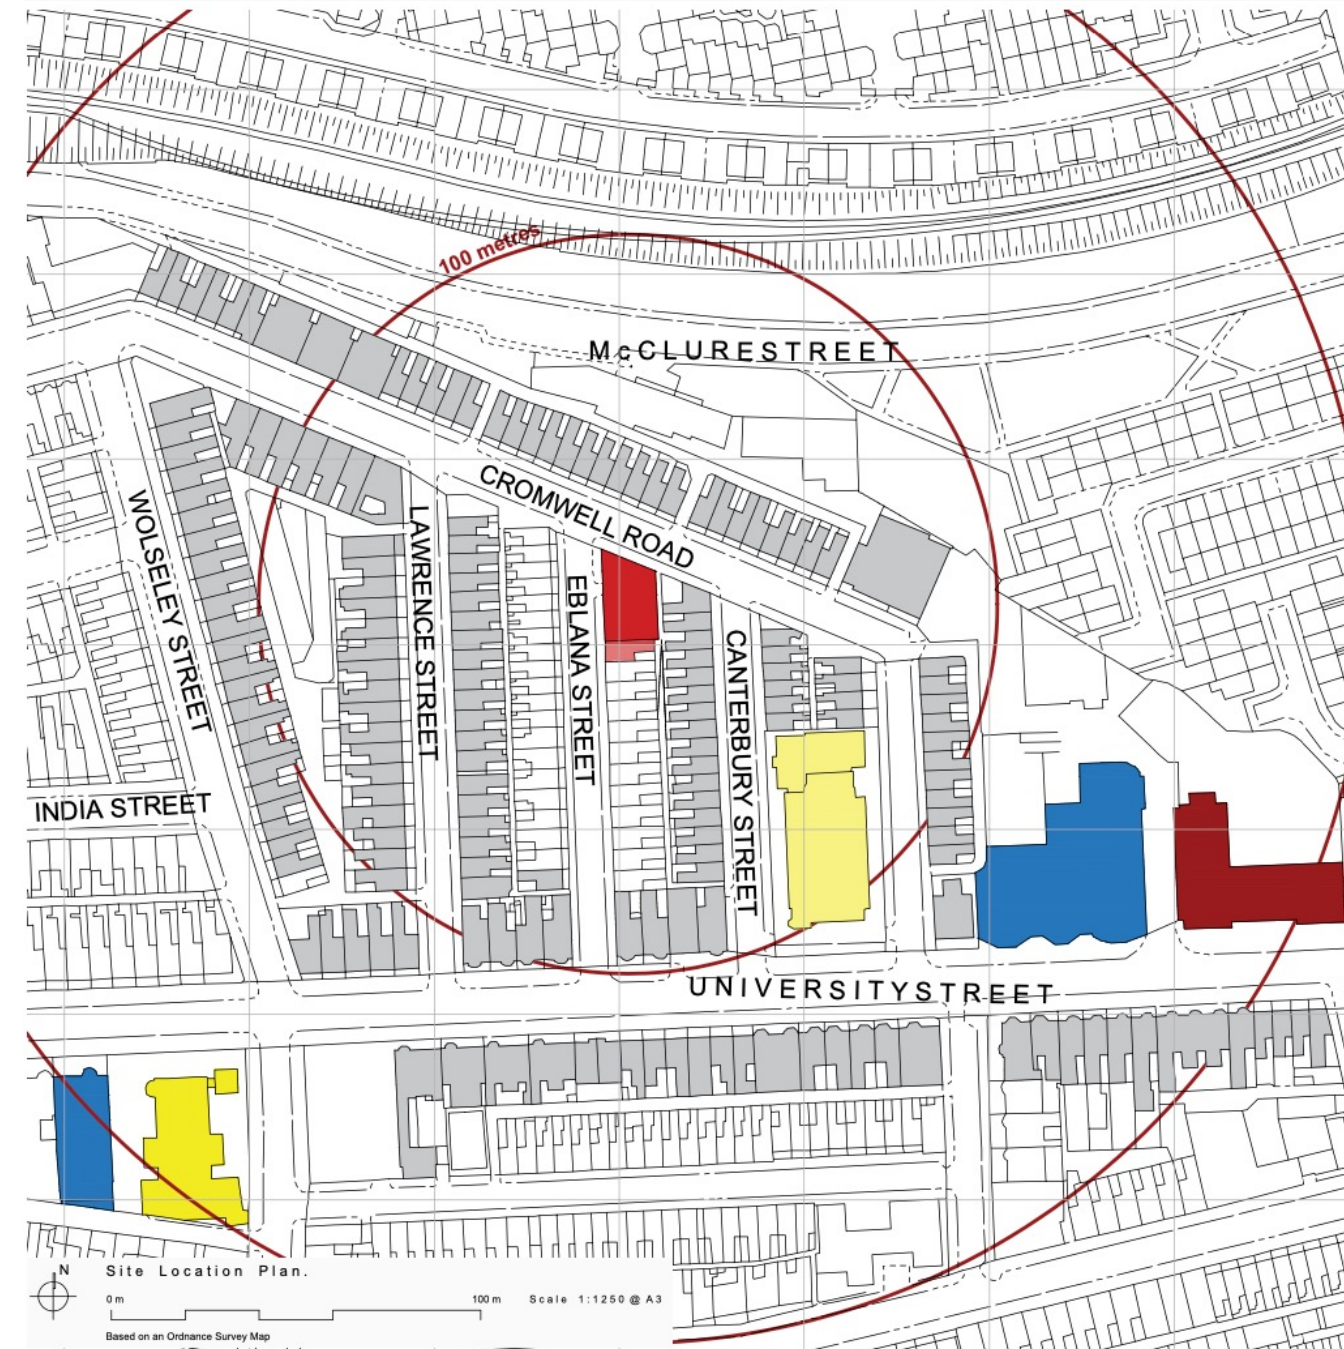 100 metres
McCLURESTREET
CROMWELL ROAD
WOLSELEY STREET
LAWRENCE STREET
EBLANA STREET
CANTERBURY STREET
INDIA STREET
UNIVERSITYSTREET
N
Site Location Plan.
0 m 100 m Scale 1:1250 @ A3
Based on an Ordnance Survey Map